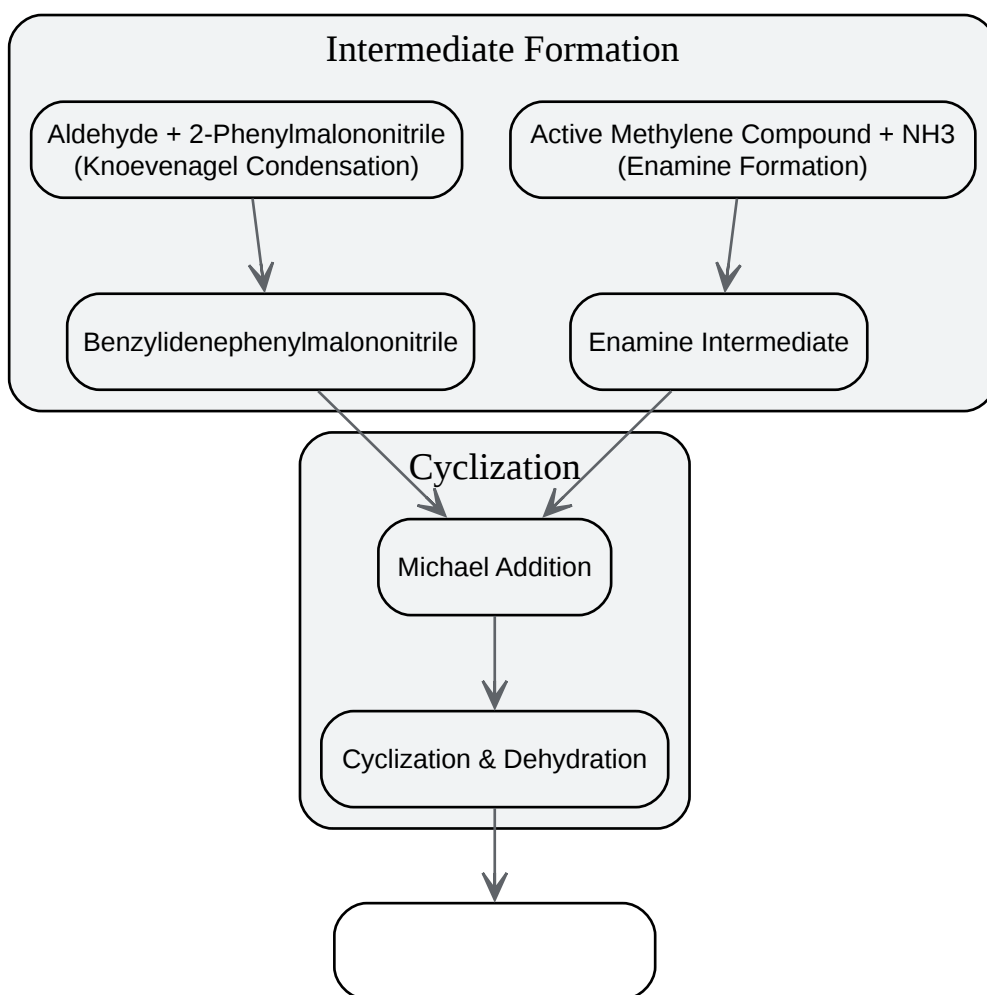 Intermediate Formation
Aldehyde + 2-Phenylmalononitrile
(Knoevenagel Condensation)
Active Methylene Compound + NH3
(Enamine Formation)
Benzylidenephenylmalononitrile
Enamine Intermediate
Cyclization
Michael Addition
Cyclization & Dehydration